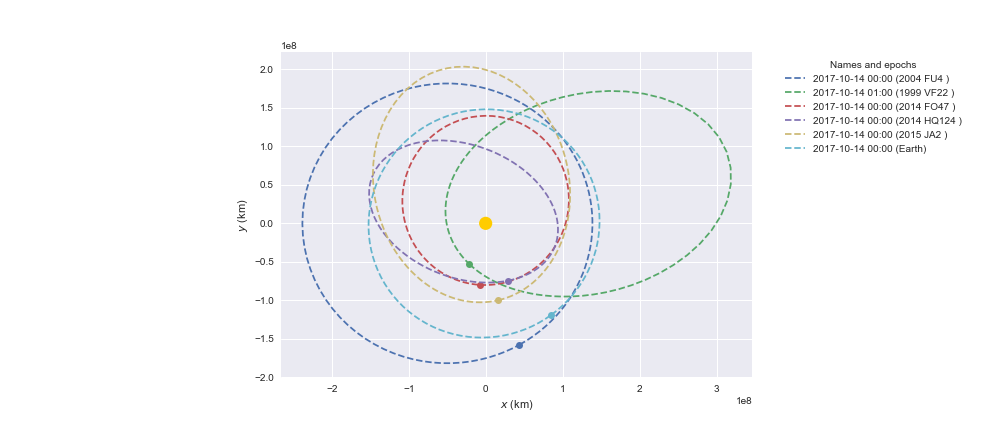 1e8
2.0
1.5
1.0
0.5
0.0
−0.5
−1.0
−1.5
−2.0
y (km)
−2
−1
0
1
2
3
1e8
x (km)
Names and epochs
2017-10-14 00:00 (2004 FU4 )
2017-10-14 01:00 (1999 VF22 )
2017-10-14 00:00 (2014 FO47 )
2017-10-14 00:00 (2014 HQ124 )
2017-10-14 00:00 (2015 JA2 )
2017-10-14 00:00 (Earth)